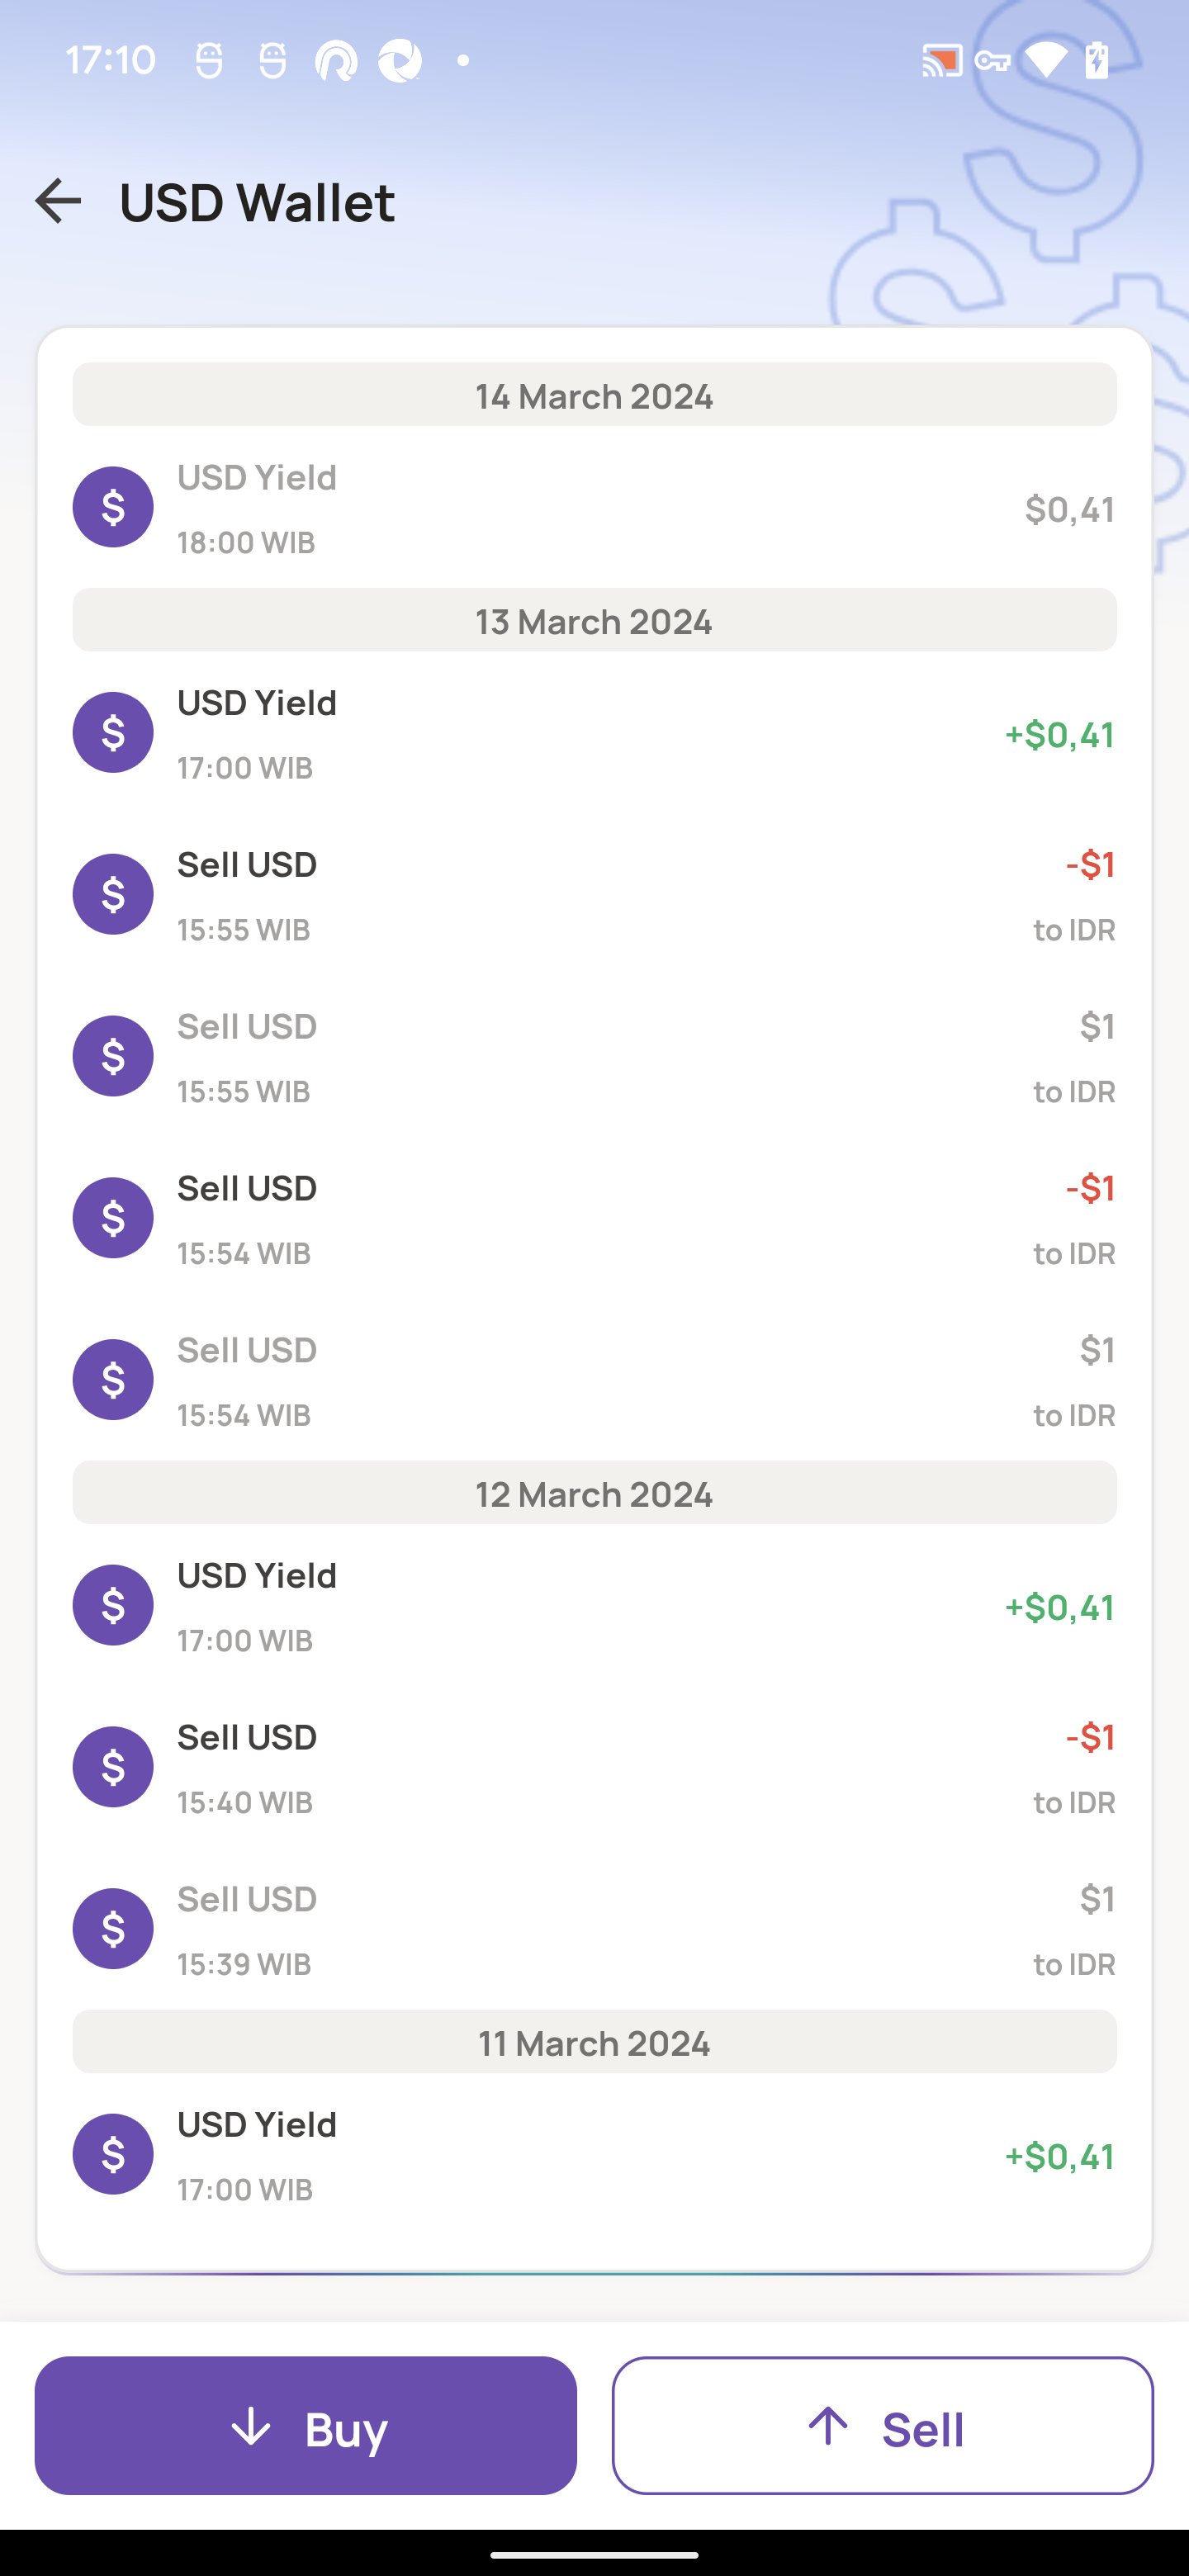 17:10
USD Wallet
14 March 2024
USD Yield
$0,41
18:00 WIB
13 March 2024
USD Yield
+$0,41
17:00 WIB
Sell USD
-$1
15:55 WIB
to IDR
Sell USD
$1
15:55 WIB
to IDR
Sell USD
-$1
15:54 WIB
to IDR
Sell USD
$1
15:54 WIB
to IDR
12 March 2024
USD Yield
+$0,41
17:00 WIB
Sell USD
-$1
15:40 WIB
to IDR
Sell USD
$1
15:39 WIB
to IDR
11 March 2024
USD Yield
+$0,41
17:00 WIB
Buy
Sell